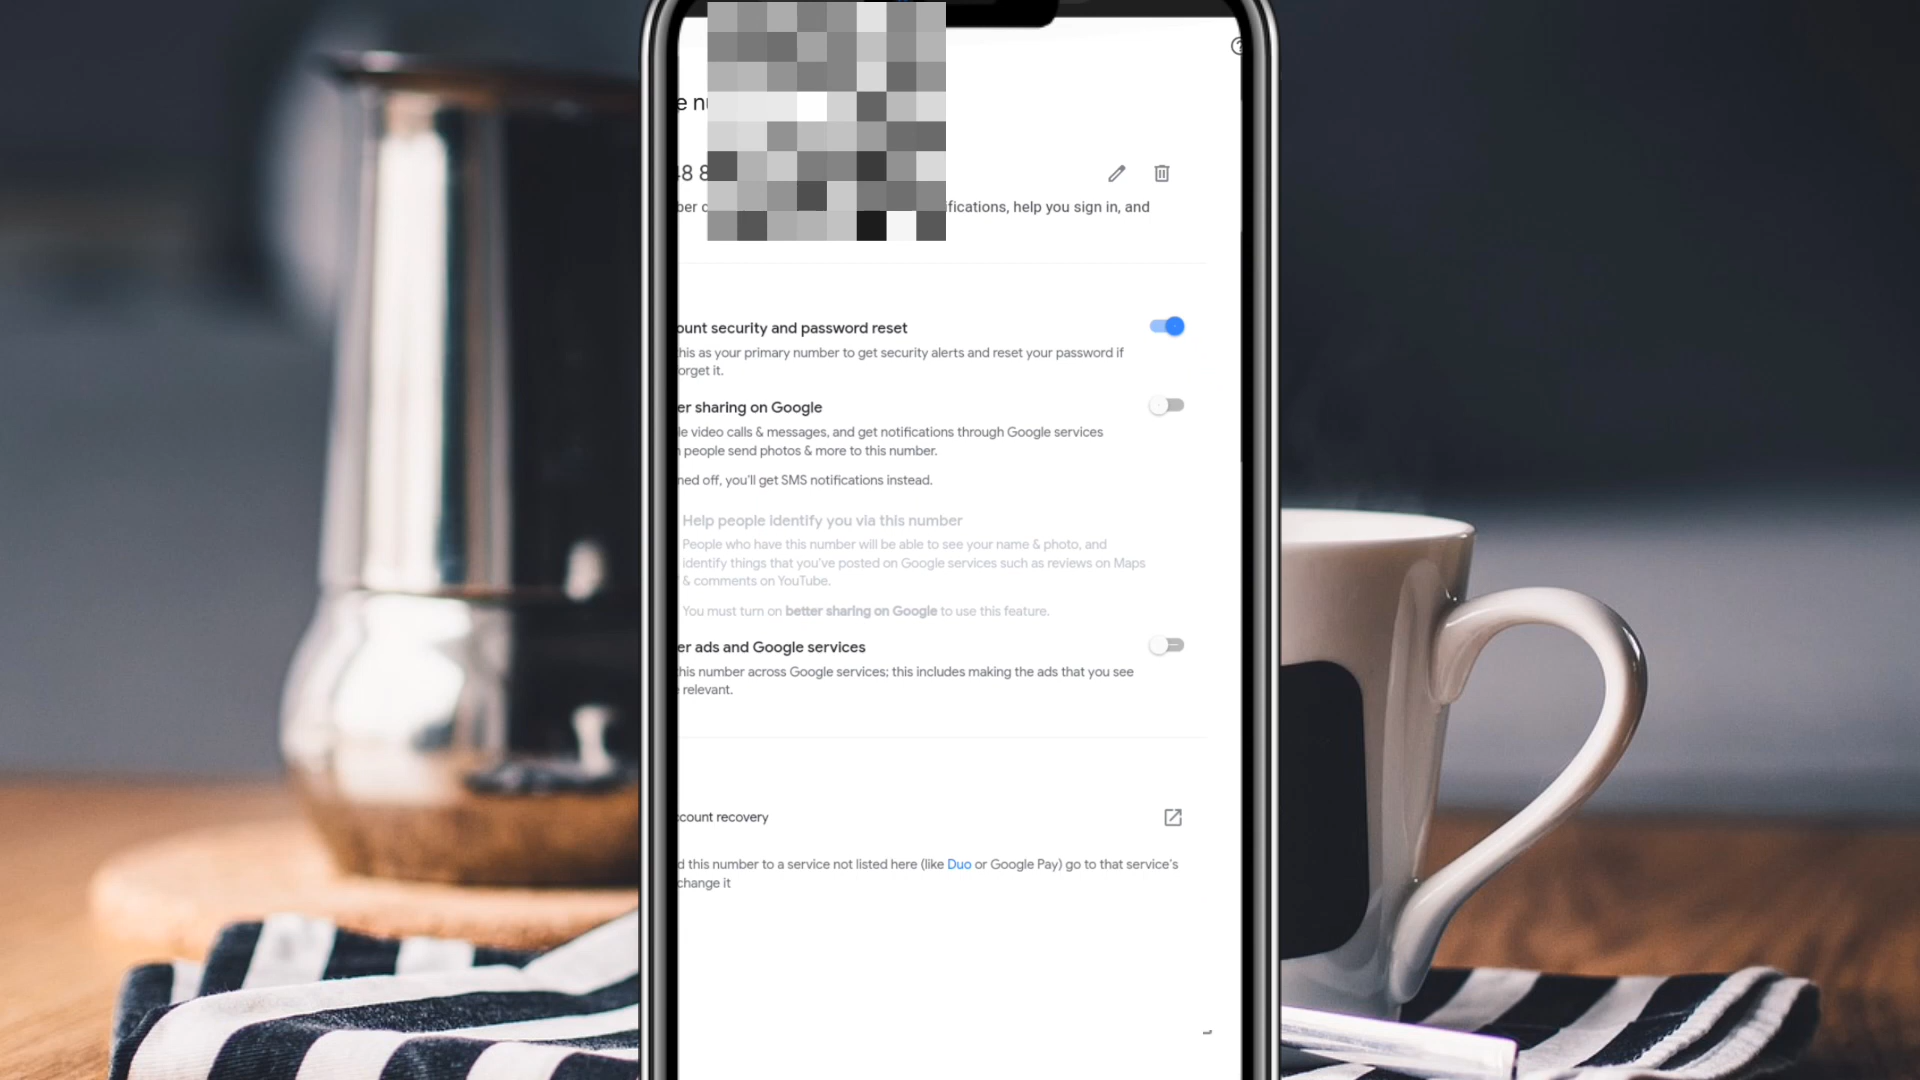 e nu
48 8
ber c
ifications, help you sign in, and
ount security and password reset
his as your primary number to get security alerts and reset your password if
orget it.
er sharing on Google
le video calls & messages, and get notifications through Google services
people send photos & more to this number.
ned off, you'll get SMS notifications instead.
Help people identify you via this number
People who have this number will be able to see your name & photo, and
identify things that you've posted on Google services such as reviews on Maps
& comments on YouTube.
You must turn on better sharing on Google to use this feature.
er ads and Google services
his number across Google services; this includes making the ads that you see
relevant.
ccount recovery
d this number to a service not listed here (like Duo or Google Pay) go to that service's
change it